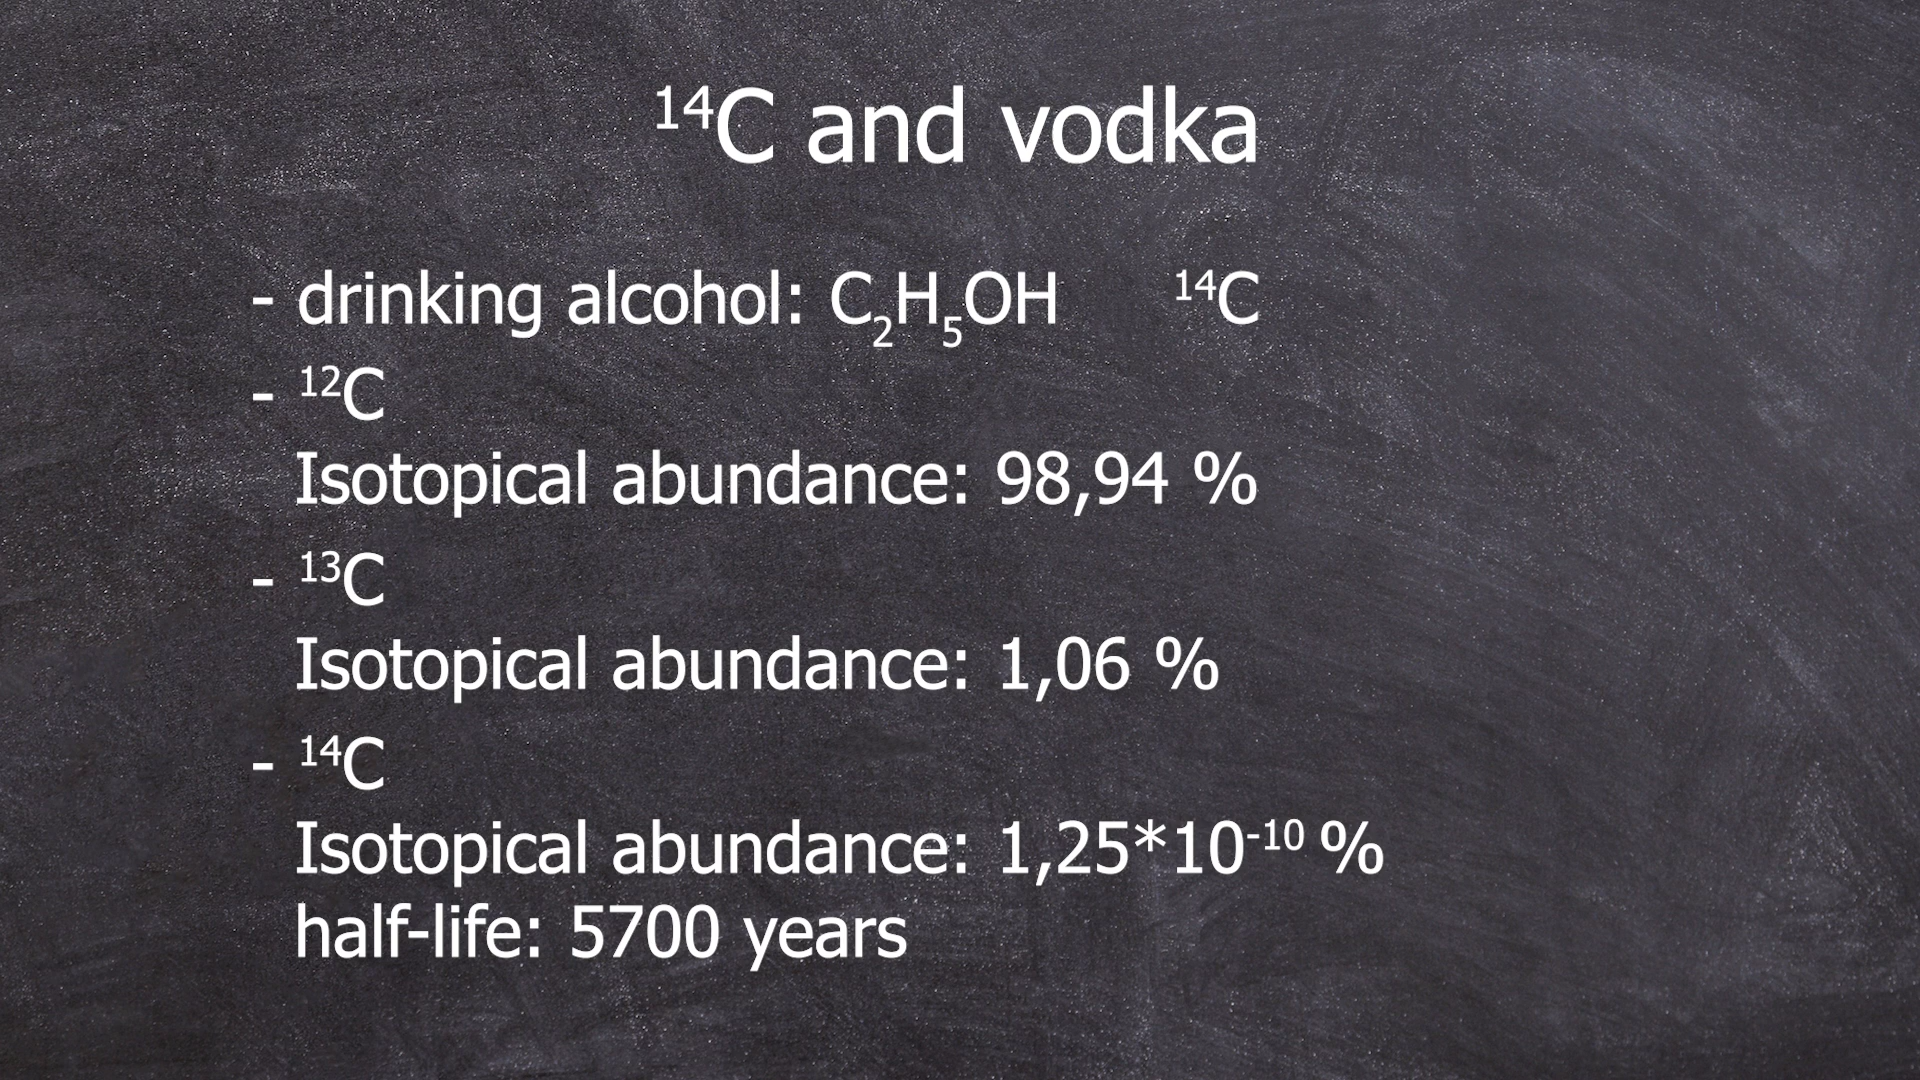 ¹⁴C and vodka
- drinking alcohol: C₂H₅OH ¹⁴C
- ¹²C
Isotopical abundance: 98,94 %
- ¹³C
Isotopical abundance: 1,06 %
- ¹⁴C
Isotopical abundance: 1,25*10⁻¹⁰ %
half-life: 5700 years